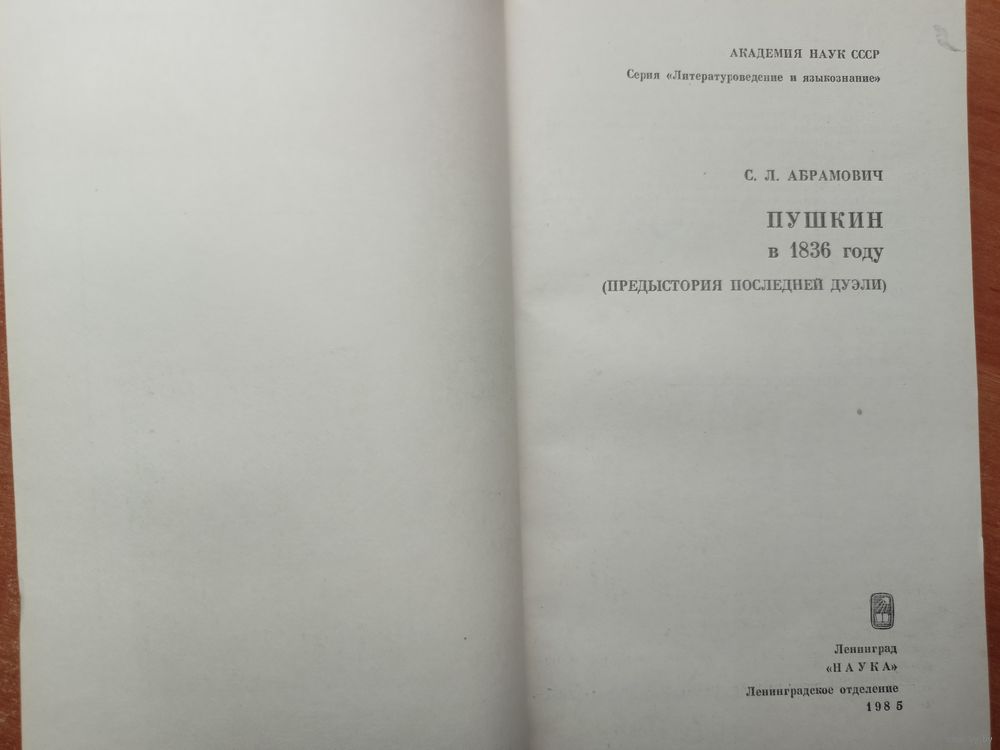 АКАДЕМИЯ НАУК СССР
Серия «Литературоведение и языкознание»
С. Л. АБРАМОВИЧ
ПУШКИН
в 1836 году
(ПРЕДЫСТОРИЯ ПОСЛЕДНЕЙ ДУЭЛИ)
Ленинград
«НАУКА»
Ленинградское отделение
1985